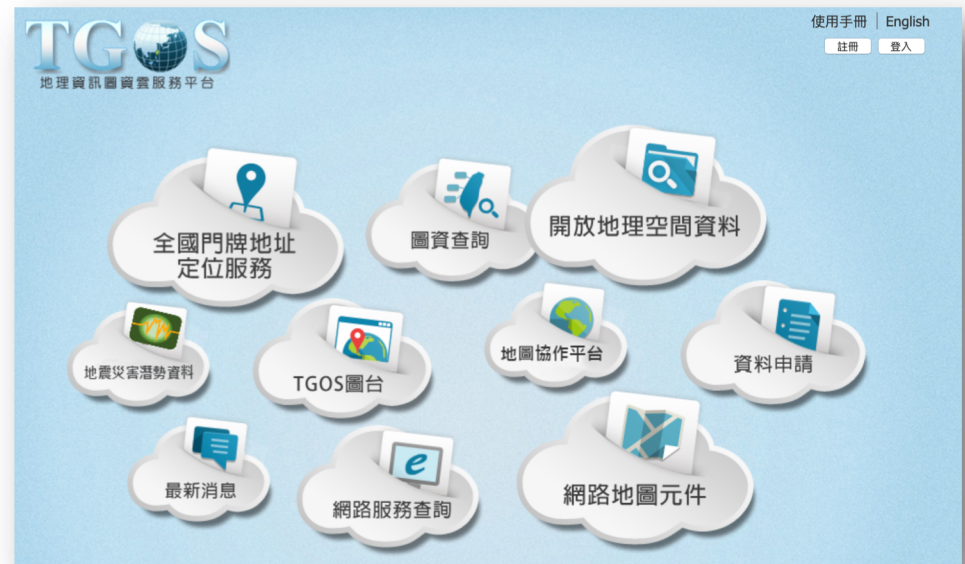 TGOS
地理資訊圖資雲服務平台
使用手冊 | English
註冊 登入
全國門牌地址
定位服務
圖資查詢
開放地理空間資料
地震災害潛勢資料
TGOS圖台
地圖協作平台
資料申請
最新消息
e
網路服務查詢
網路地圖元件